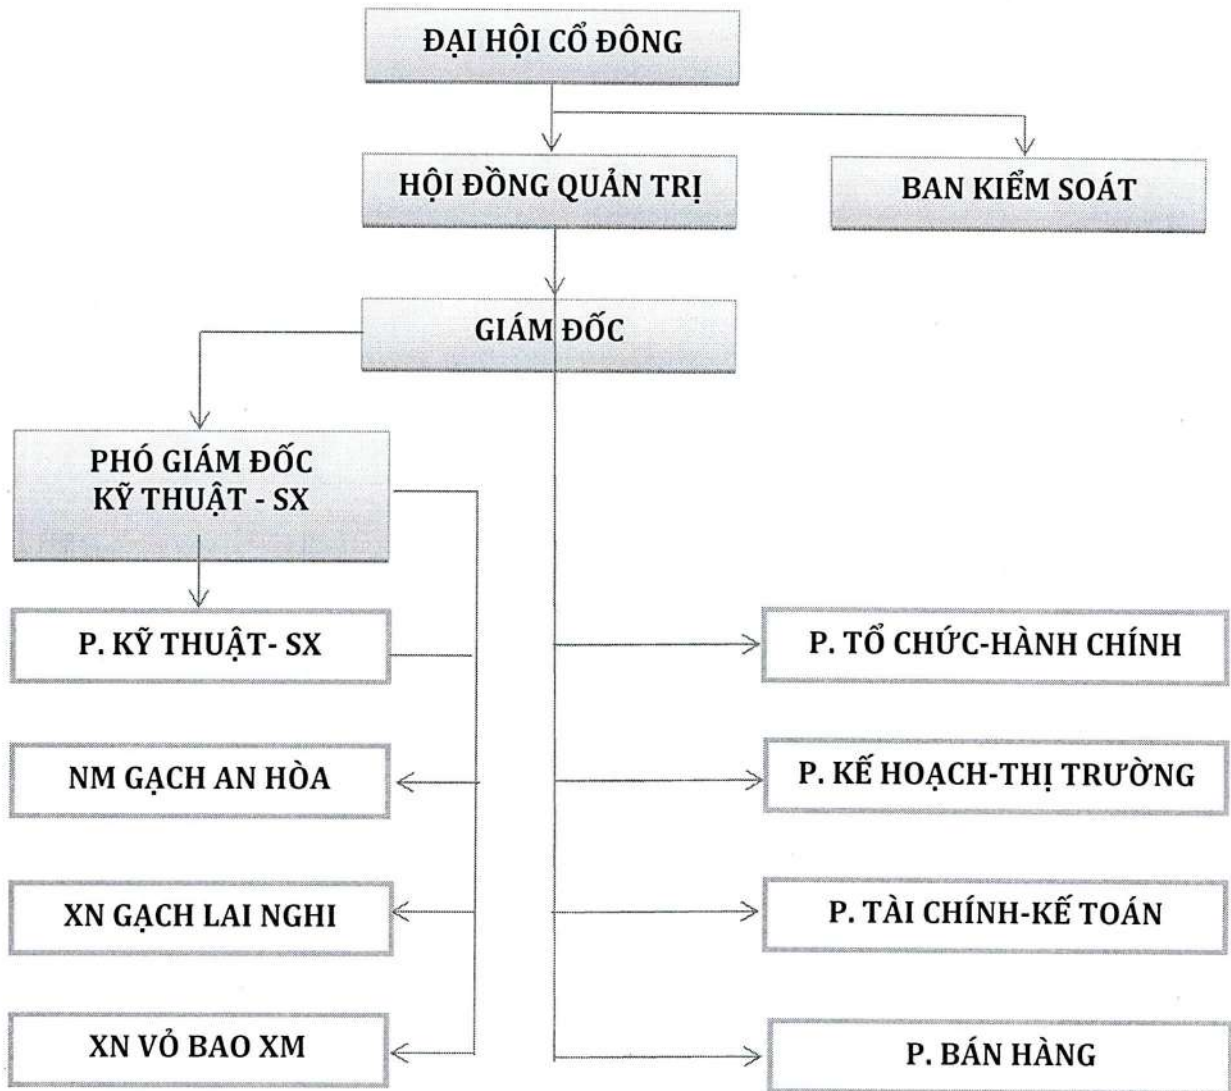 ĐẠI HỘI CỔ ĐÔNG
HỘI ĐỒNG QUẢN TRỊ
BAN KIỂM SOÁT
GIÁM ĐỐC
PHÓ GIÁM ĐỐC
KỸ THUẬT - SX
P. KỸ THUẬT- SX
P. TỔ CHỨC-HÀNH CHÍNH
NM GẠCH AN HÒA
P. KẾ HOẠCH-THỊ TRƯỜNG
XN GẠCH LAI NGHI
P. TÀI CHÍNH-KẾ TOÁN
XN VỎ BAO XM
P. BÁN HÀNG